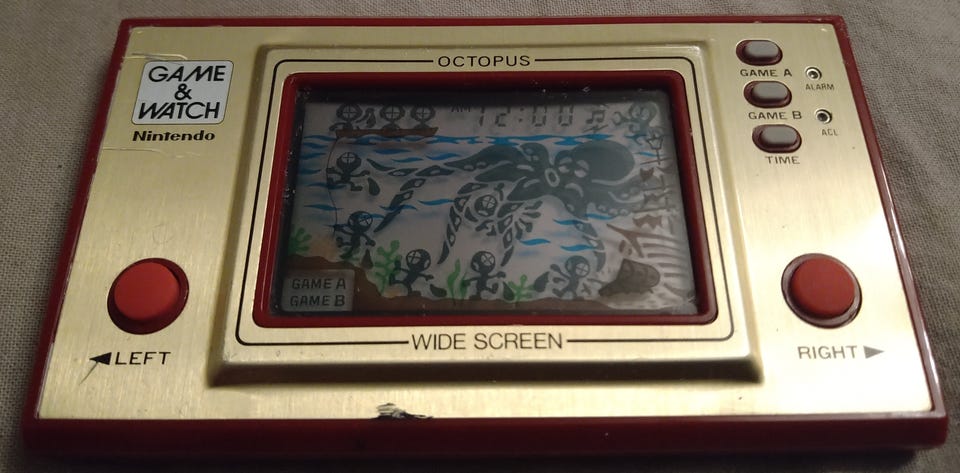 GAME
&
WATCH
Nintendo
OCTOPUS
GAME A
ALARM
GAME B
ACL
TIME
AM 12:00
GAME A
GAME B
◀LEFT
WIDE SCREEN
RIGHT▶